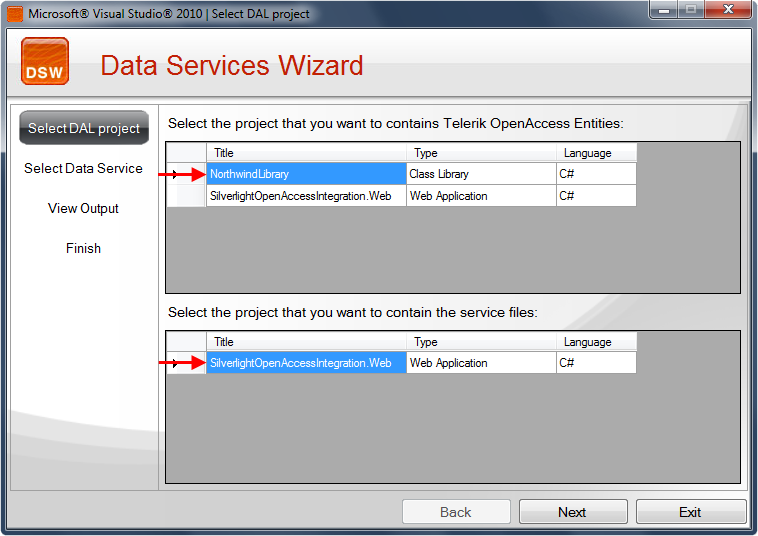 Microsoft® Visual Studio® 2010 | Select DAL project
DSW
Data Services Wizard
Select DAL project
Select Data Service
View Output
Finish
Select the project that you want to contains Telerik OpenAccess Entities:
Title Type Language
NorthwindLibrary Class Library C#
SilverlightOpenAccessIntegration.Web Web Application C#
Select the project that you want to contain the service files:
Title Type Language
SilverlightOpenAccessIntegration.Web Web Application C#
Back Next Exit